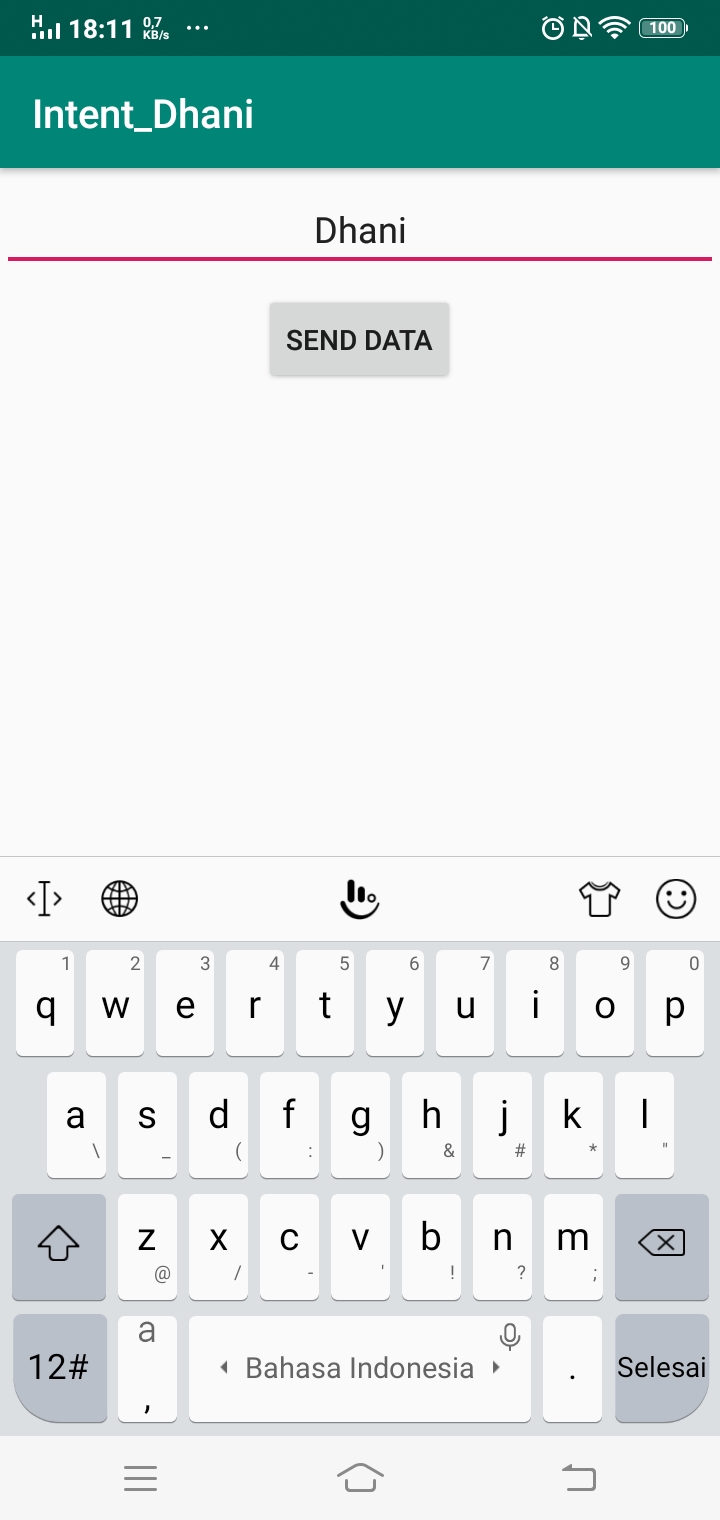 H 18:11 0,7 KB/s ... 100
Intent_Dhani
Dhani
SEND DATA
1 2 3 4 5 6 7 8 9 0
q w e r t y u i o p
a s d f g h j k l
\ _ ( : ) & # * "
z x c v b n m
@ / - ' ! ? ;
a
12# , Bahasa Indonesia . Selesai